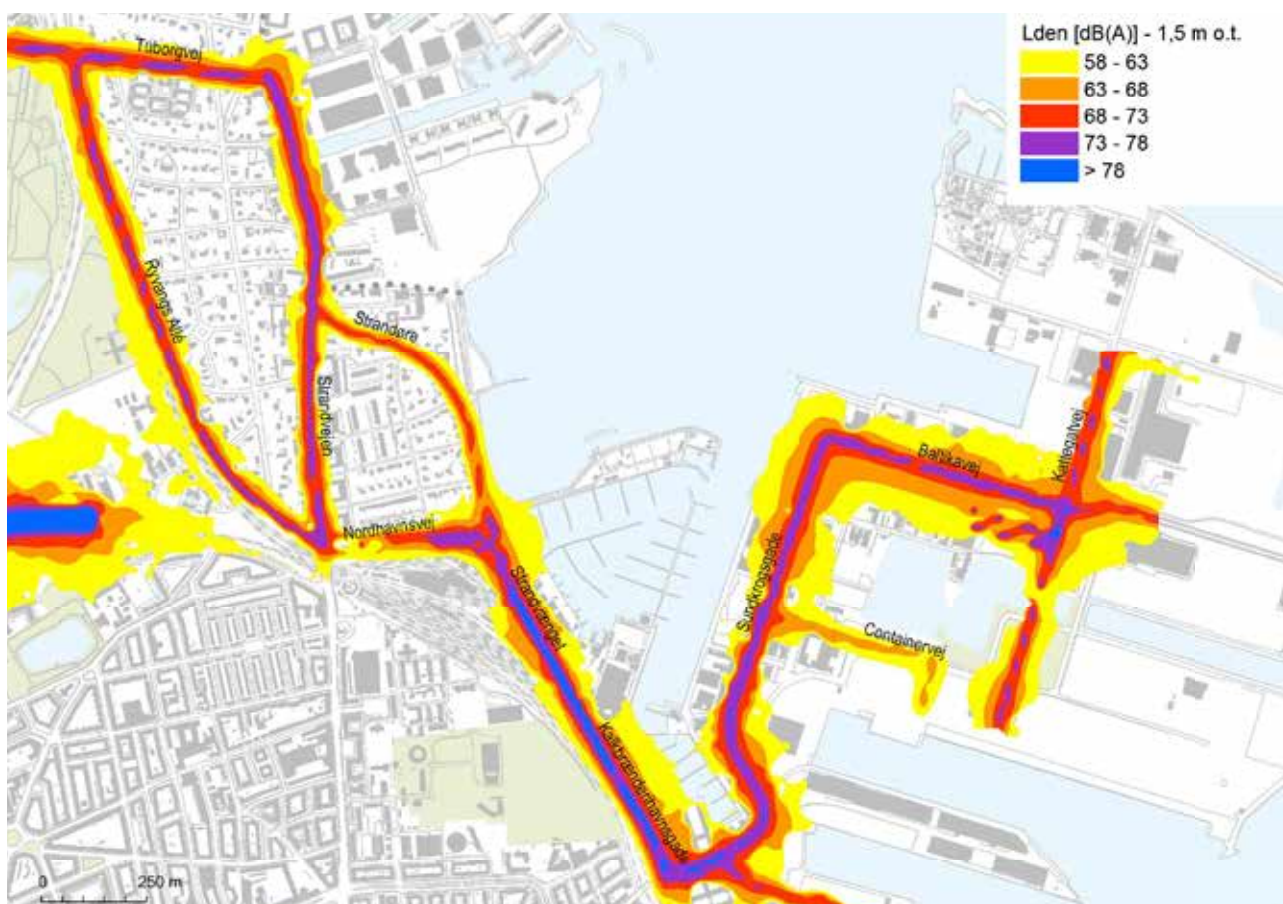 Lden [dB(A)] - 1,5 m o.t.
58 - 63
63 - 68
68 - 73
73 - 78
> 78
Tuborgvej
Ryvangs Allé
Strandøre
Strandvejen
Nordhavnsvej
Strandvænget
Kalkbrænderihavnsgade
Sundkrogsgade
Baltikavej
Kattegatvej
Containervej
0
250 m